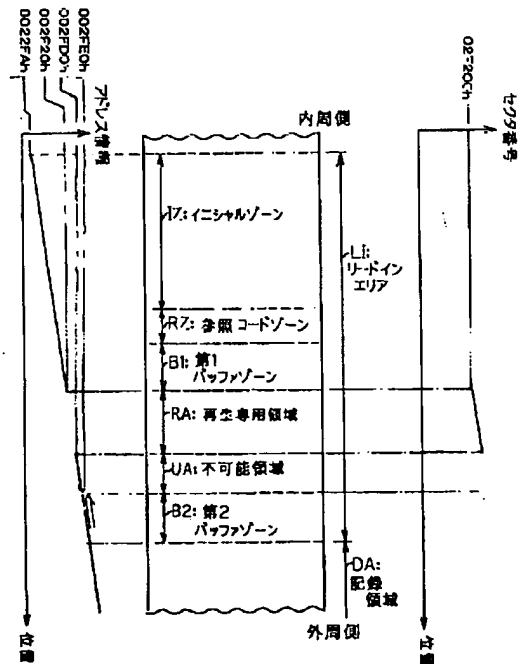 002FE0h
002FD0h
002F20h
0022FAh
アドレス情報
位置
内周側
IZ: イニシャルゾーン
RZ: 参照コードゾーン
B1: 第1
バッファゾーン
RA: 再生専用領域
UA: 不可能領域
B2: 第2
バッファゾーン
外周側
LI:
リードイン
エリア
DA:
記録
領域
02F200h
セクタ番号
位置